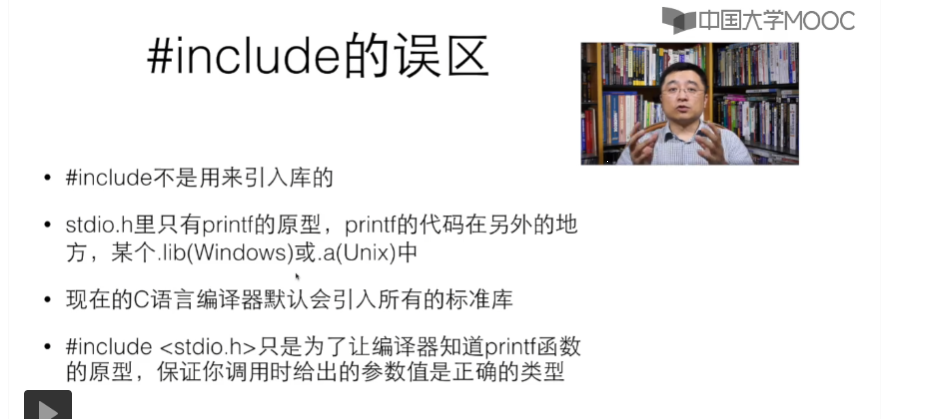 中国大学MOOC
#include的误区
• #include不是用来引入库的
• stdio.h里只有printf的原型，printf的代码在另外的地
方，某个.lib(Windows)或.a(Unix)中
• 现在的C语言编译器默认会引入所有的标准库
• #include <stdio.h>只是为了让编译器知道printf函数
的原型，保证你调用时给出的参数值是正确的类型